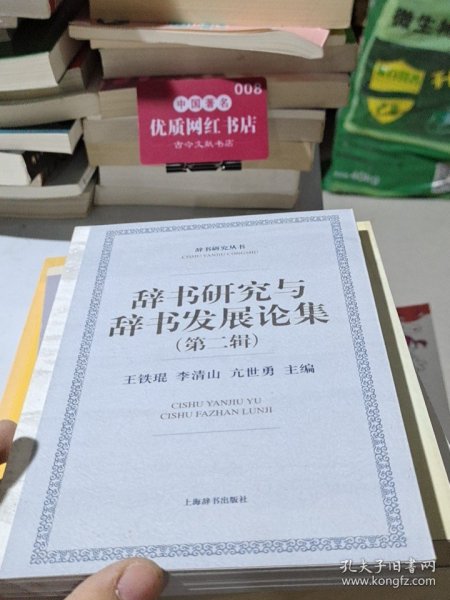 008
中国著名
优质网红书店
古今文献书店
微生
40KG
辞书研究丛书
CISHU YANJIU CONGSHU
辞书研究与
辞书发展论集
(第二辑)
王铁琨 李清山 亢世勇 主编
CISHU YANJIU YU
CISHU FAZHAN LUNJI
上海辞书出版社
孔夫子旧书网
www.kongfz.com